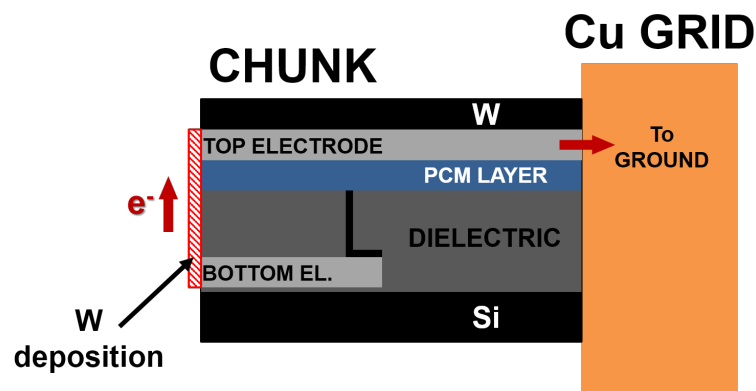 Cu GRID
CHUNK
W
TOP ELECTRODE
To
GROUND
PCM LAYER
e-
DIELECTRIC
BOTTOM EL.
W
deposition
Si